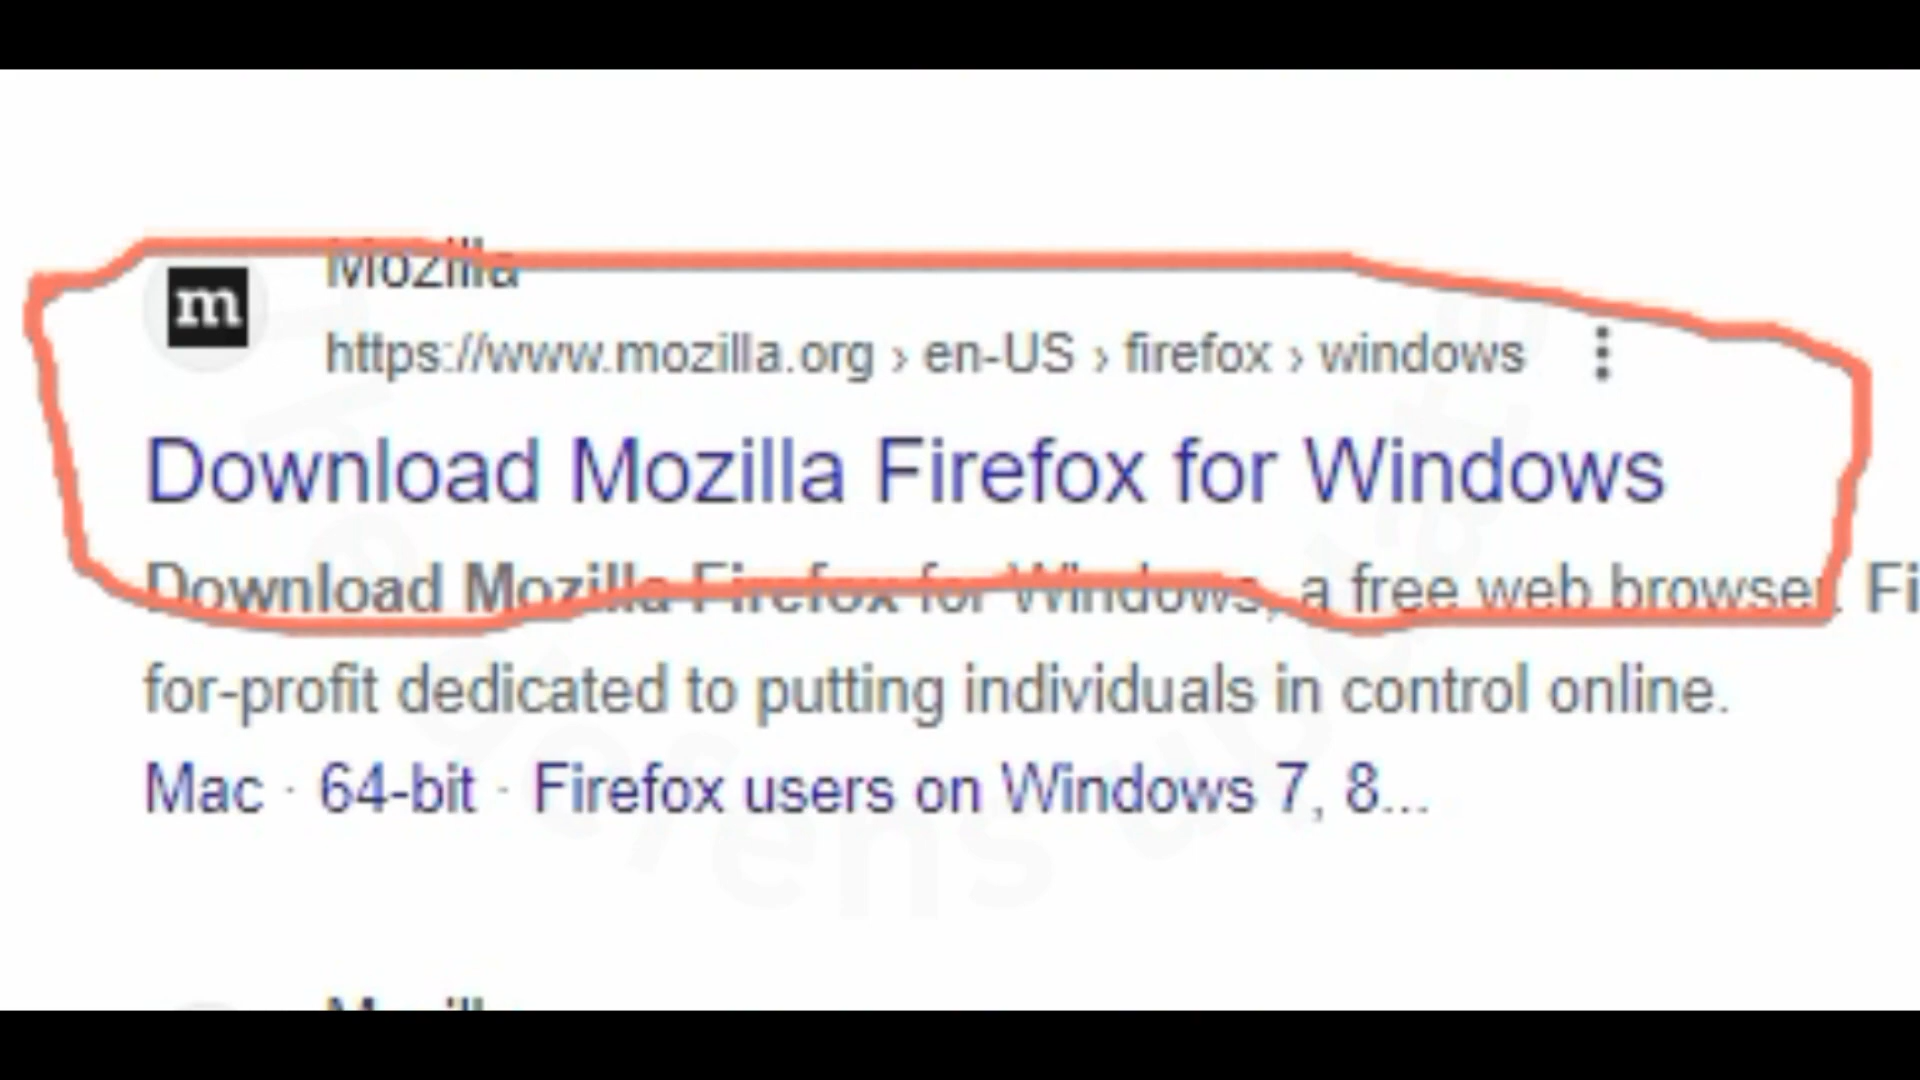 m
Mozilla
https://www.mozilla.org › en-US › firefox › windows
Download Mozilla Firefox for Windows
Download Mozilla Firefox for Windows, a free web browser. Fi
for-profit dedicated to putting individuals in control online.
Mac · 64-bit · Firefox users on Windows 7, 8...